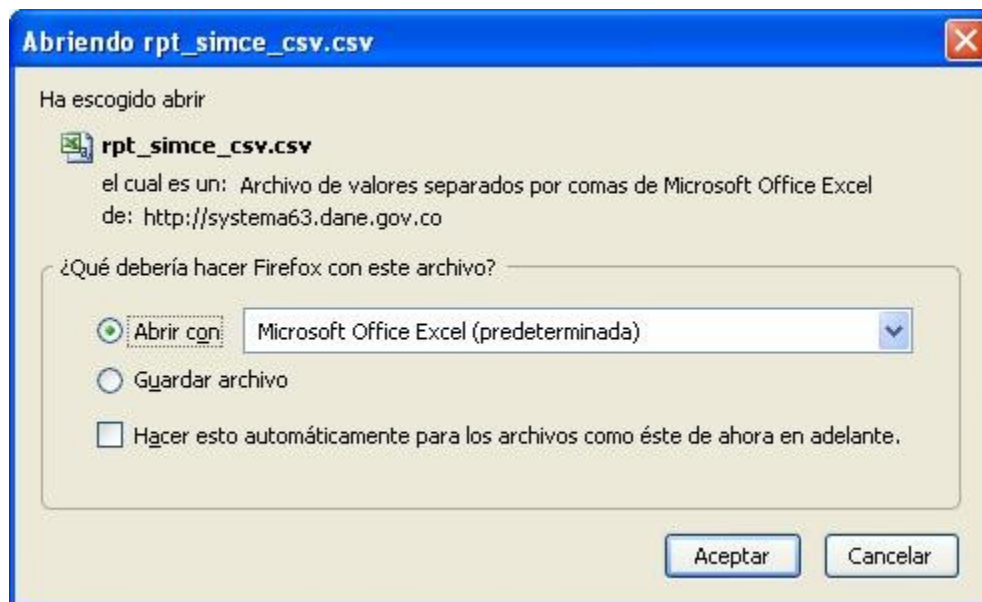 Abriendo rpt_simce_csv.csv
Ha escogido abrir
rpt_simce_csv.csv
el cual es un: Archivo de valores separados por comas de Microsoft Office Excel
de: http://systema63.dane.gov.co
¿Qué debería hacer Firefox con este archivo?
Abrir con Microsoft Office Excel (predeterminada)
Guardar archivo
Hacer esto automáticamente para los archivos como éste de ahora en adelante.
Aceptar Cancelar